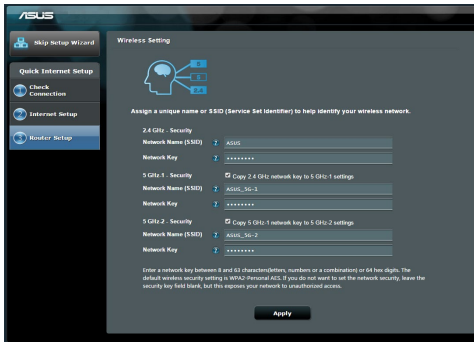 ASUS
Skip Setup Wizard
Quick Internet Setup
1 Check Connection
2 Internet Setup
3 Router Setup
Wireless Setting
5
5
2.4
Assign a unique name or SSID (Service Set Identifier) to help identify your wireless network.
2.4 GHz - Security
Network Name (SSID) ? ASUS
Network Key ? ••••••••
5 GHz.1 - Security Copy 2.4 GHz network key to 5 GHz-1 settings
Network Name (SSID) ? ASUS_5G-1
Network Key ? ••••••••
5 GHz.2 - Security Copy 5 GHz-1 network key to 5 GHz-2 settings
Network Name (SSID) ? ASUS_5G-2
Network Key ? ••••••••
Enter a network key between 8 and 63 characters(letters, numbers or a combination) or 64 hex digits. The
default wireless security setting is WPA2-Personal AES. If you do not want to set the network security, leave the
security key field blank, but this exposes your network to unauthorized access.
Apply